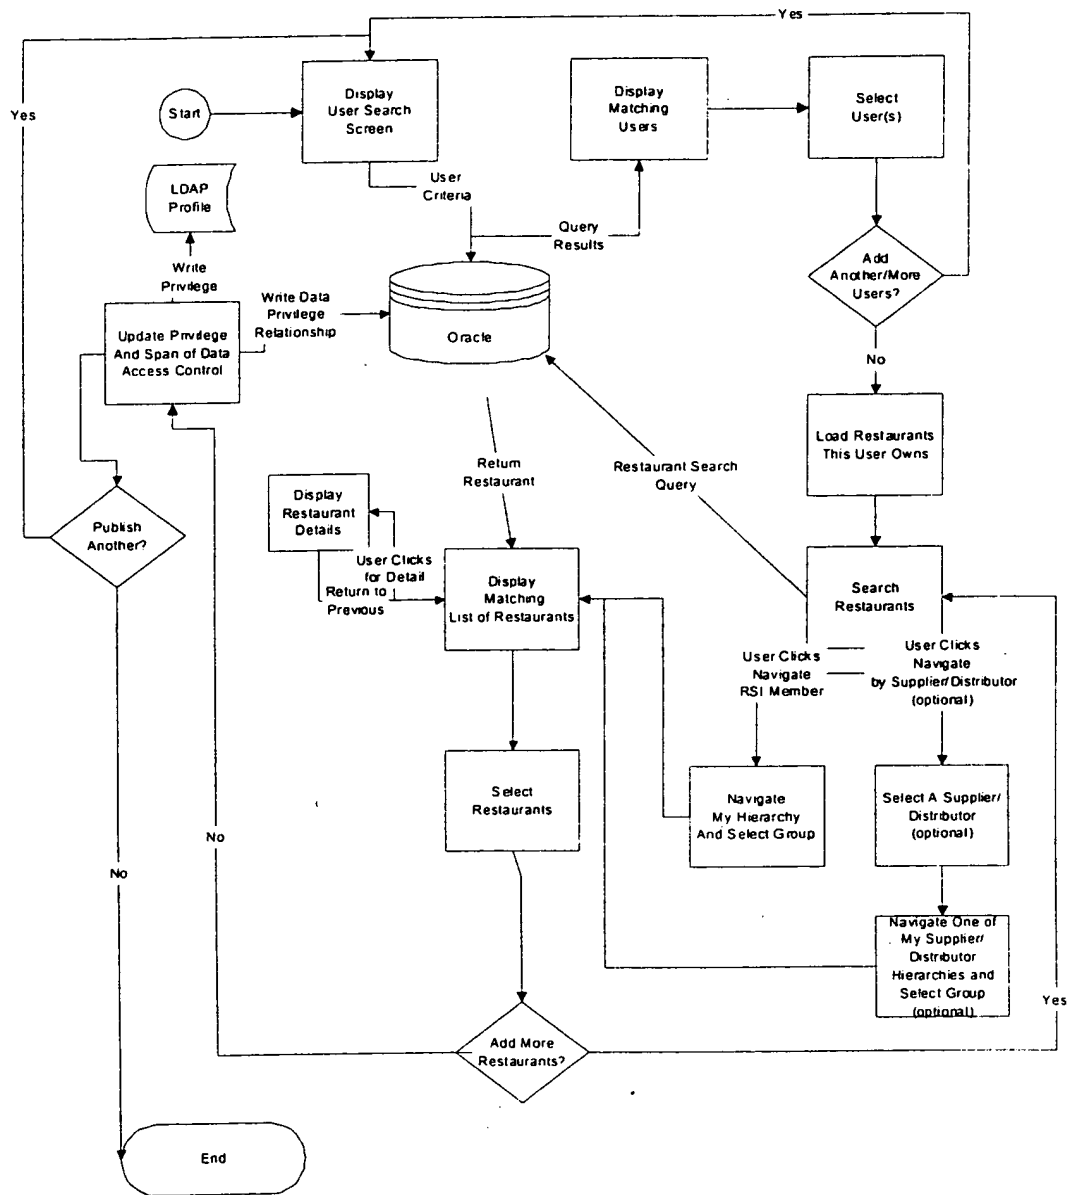 Yes
Yes
Start
Display
User Search
Screen
Display
Matching
Users
Select
User(s)
LDAP
Profile
User
Criteria
Query
Results
Write
Privilege
Write Data
Privilege
Relationship
Oracle
Add
Another/More
Users?
Update Privilege
And Span of Data
Access Control
No
Load Restaurants
This User Owns
Return
Restaurant
Restaurant Search
Query
Display
Restaurant
Details
Publish
Another?
User Clicks
for Detail
Return to
Previous
Display
Matching
List of Restaurants
Search
Restaurants
User Clicks
Navigate
RSI Member
User Clicks
Navigate
by Supplier/Distributor
(optional)
Select
Restaurants
Navigate
My Hierarchy
And Select Group
Select A Supplier/
Distributor
(optional)
No
No
Navigate One of
My Supplier/
Distributor
Hierarchies and
Select Group
(optional)
Yes
Add More
Restaurants?
End